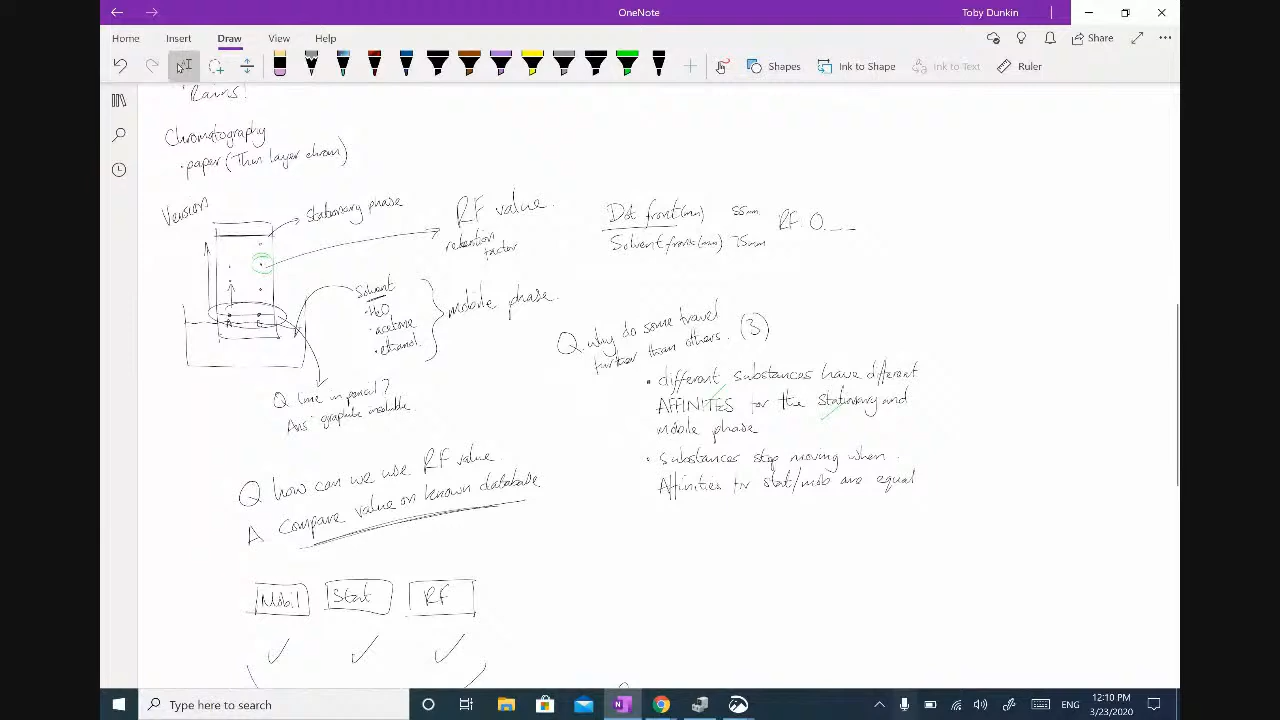 OneNote
Toby Dunkin
Home
Insert
Draw
View
Help
Shapes
Ink to Shape
Ink to Text
Ruler
Share
Chromatography
• paper (Thin layer chrom)
stationary phase
RF value.
retention
factor
Dot front (mm) 55mm
Solvent front (mm) 75mm
RF. 0.__
Solvent
• H2O
• acetone
• ethanol.
mobile phase.
Q line in pencil?
Ans graphite insoluble.
Q. why do some travel
further than others. (3)
• different substances have different
AFFINITES for the stationary and
mobile phase
• Substances stop moving when
Affinities for stat/mob are equal
Q how can we use RF value.
A compare value on known database
Mobil
Stat
RF
Type here to search
ENG
12:10 PM
3/23/2020